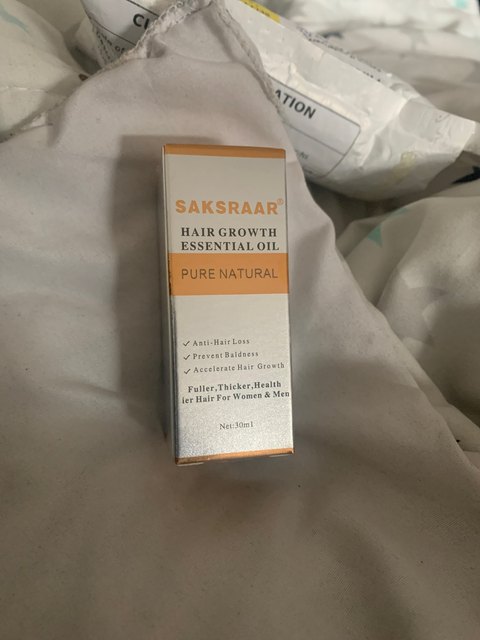 ATION
SAKSRAAR®
HAIR GROWTH
ESSENTIAL OIL
PURE NATURAL
✓ Anti-Hair Loss
✓ Prevent Baldness
✓ Accelerate Hair Growth
Fuller,Thicker,Health
ier Hair For Women & Men
Net:30ml